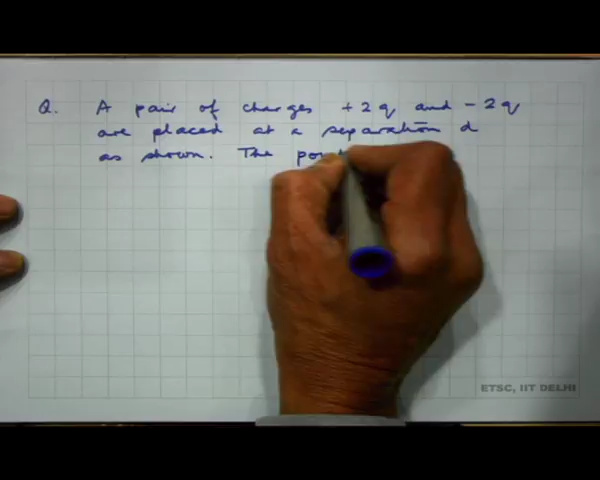 Q. A pair of charges +2q and -2q
are placed at a separation d
as shown. The
ETSC, IIT DELHI